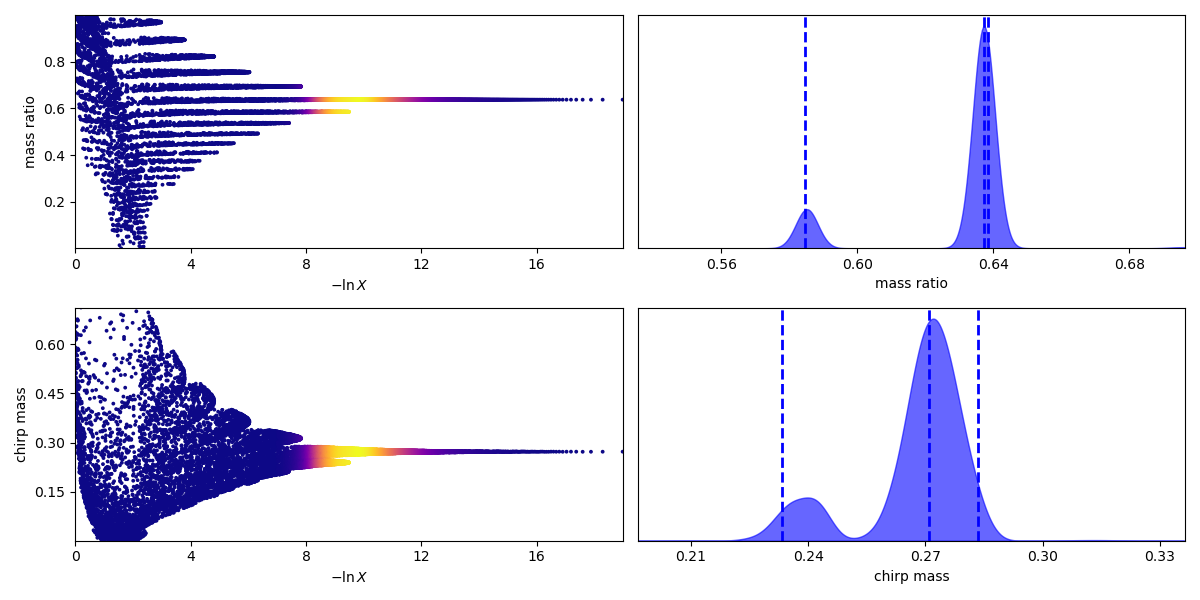 mass ratio
0.8
0.6
0.4
0.2
0 4 8 12 16
−ln X
0.56 0.60 0.64 0.68
mass ratio
chirp mass
0.60
0.45
0.30
0.15
0 4 8 12 16
−ln X
0.21 0.24 0.27 0.30 0.33
chirp mass